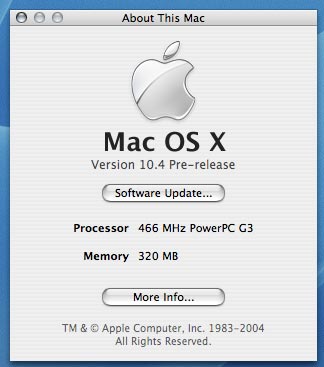 About This Mac
Mac OS X
Version 10.4 Pre-release
Software Update...
Processor 466 MHz PowerPC G3
Memory 320 MB
More Info...
TM & © Apple Computer, Inc. 1983-2004
All Rights Reserved.